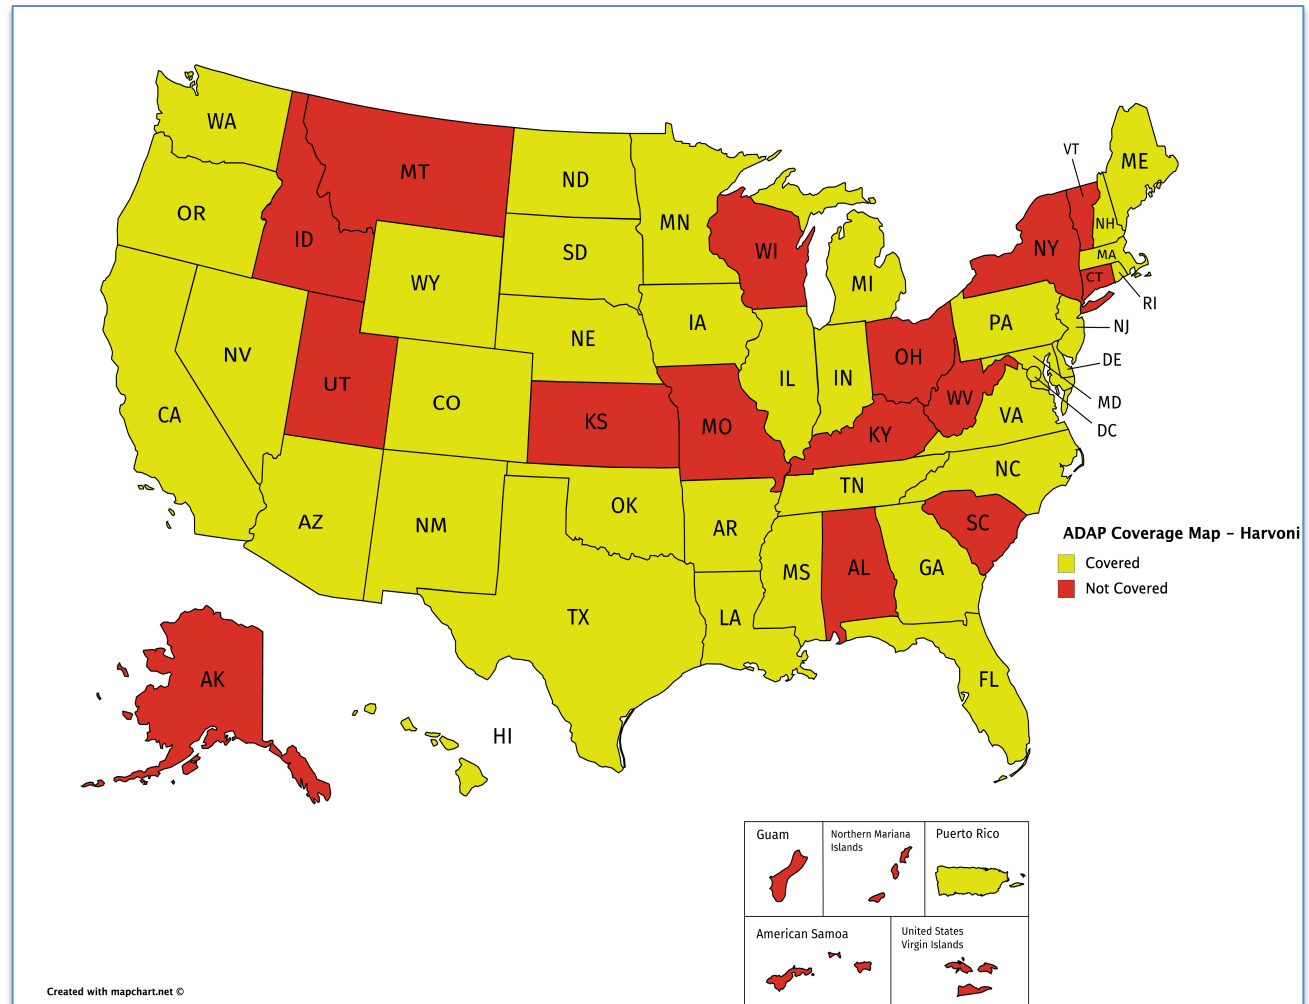 WA
MT
ND
MN
VT
ME
OR
ID
SD
WI
NY
NH
MA
CT
RI
WY
MI
IA
PA
NJ
NE
NV
UT
CO
IL
IN
OH
DE
MD
DC
WV
VA
CA
KS
MO
KY
NC
TN
AZ
NM
OK
AR
SC
ADAP Coverage Map – Harvoni
Covered
Not Covered
MS
AL
GA
TX
LA
FL
AK
HI
Guam
Northern Mariana
Islands
Puerto Rico
American Samoa
United States
Virgin Islands
Created with mapchart.net ©